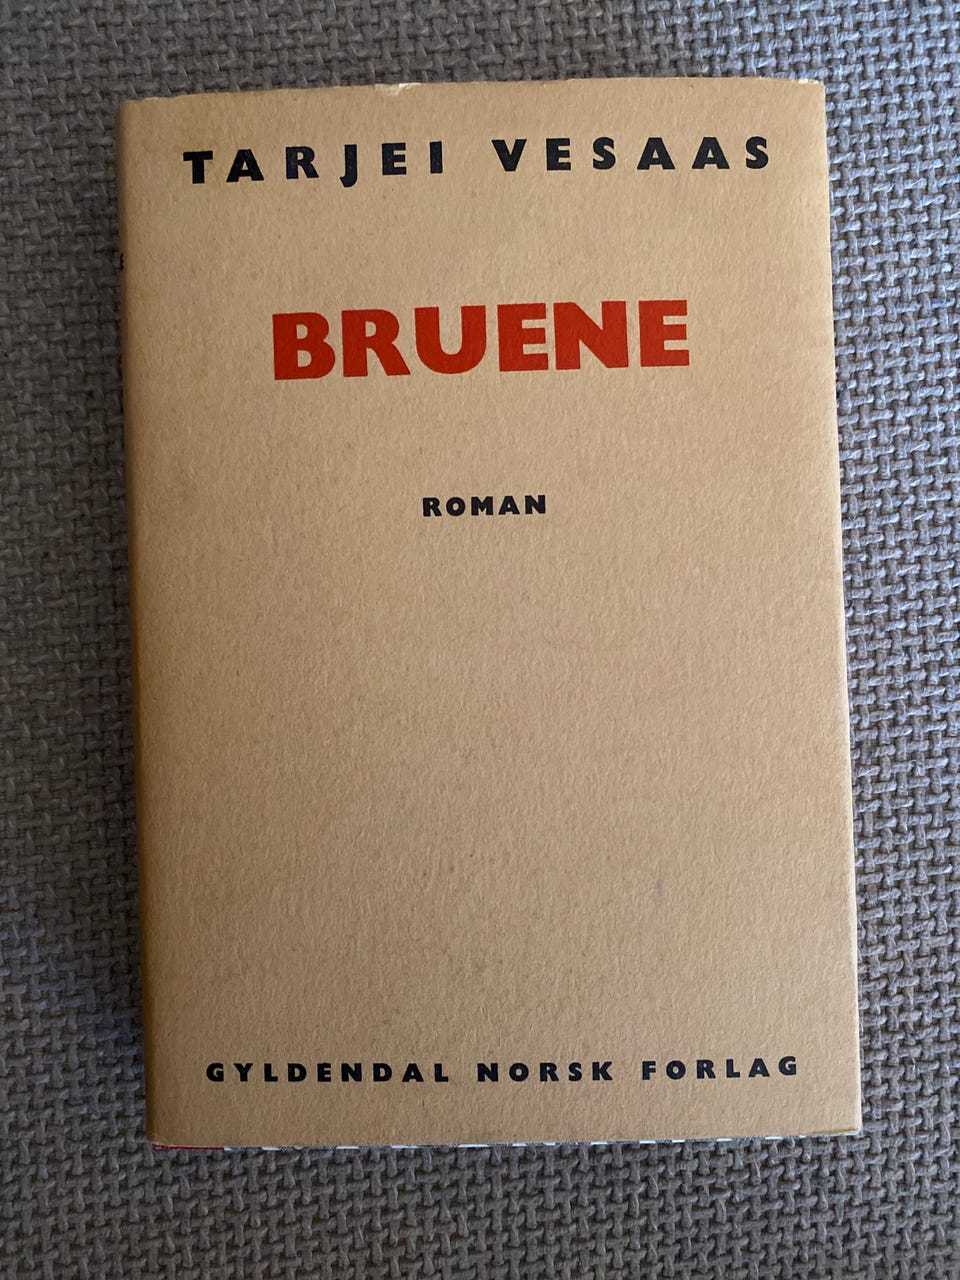 TARJEI VESAAS
BRUENE
ROMAN
GYLDENDAL NORSK FORLAG